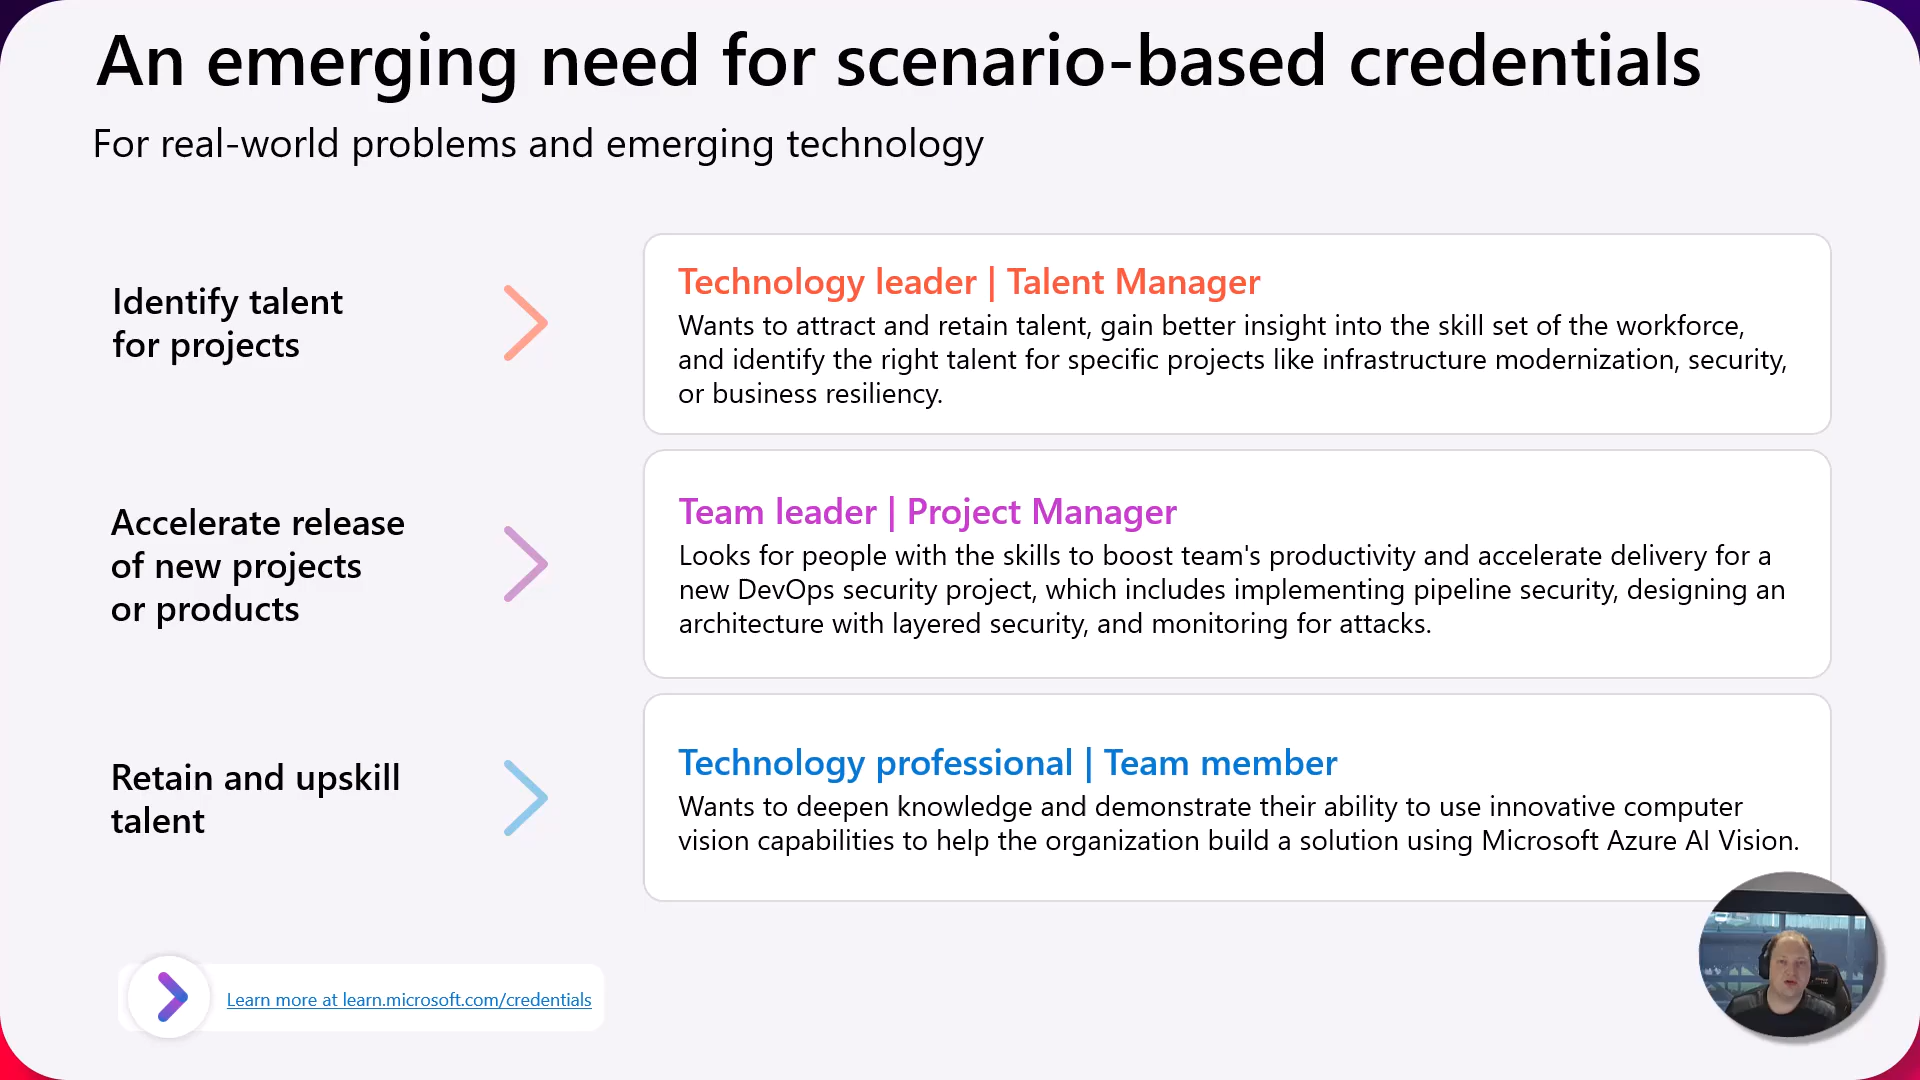 An emerging need for scenario-based credentials
For real-world problems and emerging technology
Identify talent
for projects
Technology leader | Talent Manager
Wants to attract and retain talent, gain better insight into the skill set of the workforce,
and identify the right talent for specific projects like infrastructure modernization, security,
or business resiliency.
Accelerate release
of new projects
or products
Team leader | Project Manager
Looks for people with the skills to boost team's productivity and accelerate delivery for a
new DevOps security project, which includes implementing pipeline security, designing an
architecture with layered security, and monitoring for attacks.
Retain and upskill
talent
Technology professional | Team member
Wants to deepen knowledge and demonstrate their ability to use innovative computer
vision capabilities to help the organization build a solution using Microsoft Azure AI Vision.
Learn more at learn.microsoft.com/credentials